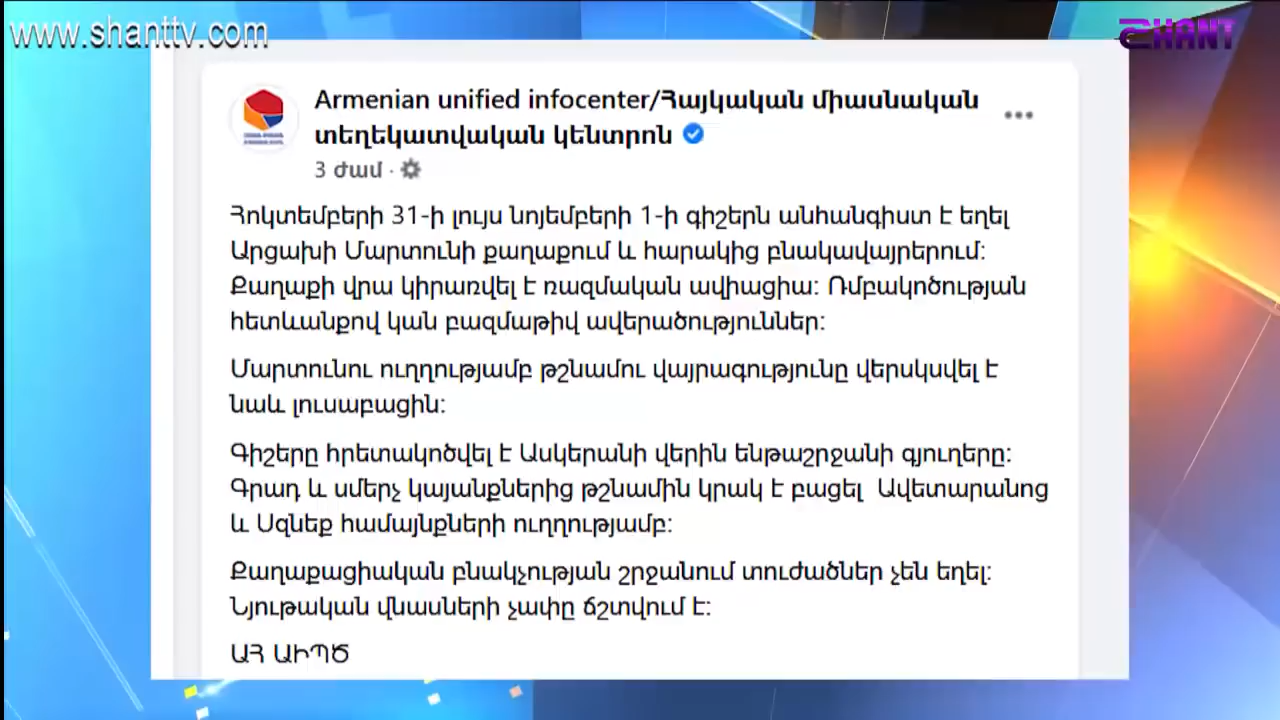 www.shanttv.com
SHANT
Armenian unified infocenter/Հայկական միասնական
տեղեկատվական կենտրոն
3 ժամ ·
Հոկտեմբերի 31-ի լույս նոյեմբերի 1-ի գիշերն անհանգիստ է եղել
Արցախի Մարտունի քաղաքում և հարակից բնակավայրերում:
Քաղաքի վրա կիրառվել է ռազմական ավիացիա: Ռմբակոծության
հետևանքով կան բազմաթիվ ավերածություններ:
Մարտունու ուղղությամբ թշնամու վայրագությունը վերսկսվել է
նաև լուսաբացին:
Գիշերը հրետակոծվել է Ասկերանի վերին ենթաշրջանի գյուղերը:
Գրադ և սմերչ կայանքներից թշնամին կրակ է բացել Ավետարանոց
և Սզնեք համայնքների ուղղությամբ:
Քաղաքացիական բնակչության շրջանում տուժածներ չեն եղել:
Նյութական վնասների չափը ճշտվում է:
ԱՀ ԱԻՊԾ